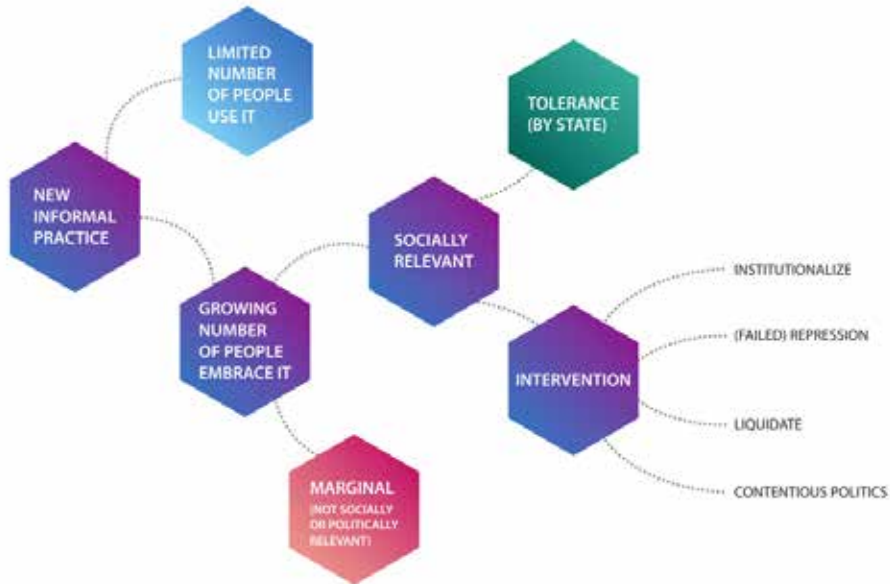 LIMITED
NUMBER
OF PEOPLE
USE IT
TOLERANCE
(BY STATE)
NEW
INFORMAL
PRACTICE
SOCIALLY
RELEVANT
GROWING
NUMBER
OF PEOPLE
EMBRACE IT
INTERVENTION
INSTITUTIONALIZE
(FAILED) REPRESSION
LIQUIDATE
CONTENTIOUS POLITICS
MARGINAL
(NOT SOCIALLY
OR POLITICALLY
RELEVANT)